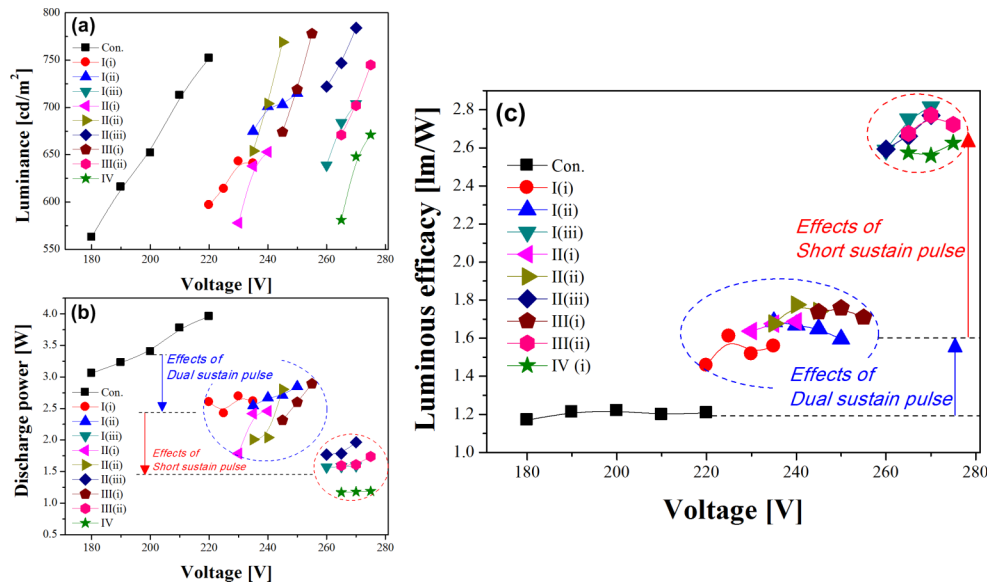 (a)
Luminance [cd/m²]
800
750
700
650
600
550
Con.
I(i)
I(ii)
I(iii)
II(i)
II(ii)
II(iii)
III(i)
III(ii)
IV
180 200 220 240 260 280
Voltage [V]
(b)
Discharge power [W]
4.5
4.0
3.5
3.0
2.5
2.0
1.5
1.0
0.5
Con.
I(i)
I(ii)
I(iii)
II(i)
II(ii)
II(iii)
III(i)
III(ii)
IV
Effects of
Dual sustain pulse
Effects of
Short sustain pulse
180 200 220 240 260 280
Voltage [V]
(c)
Luminous efficacy [lm/W]
2.8
2.6
2.4
2.2
2.0
1.8
1.6
1.4
1.2
1.0
Con.
I(i)
I(ii)
I(iii)
II(i)
II(ii)
II(iii)
III(i)
III(ii)
IV (i)
Effects of
Short sustain pulse
Effects of
Dual sustain pulse
180 200 220 240 260 280
Voltage [V]